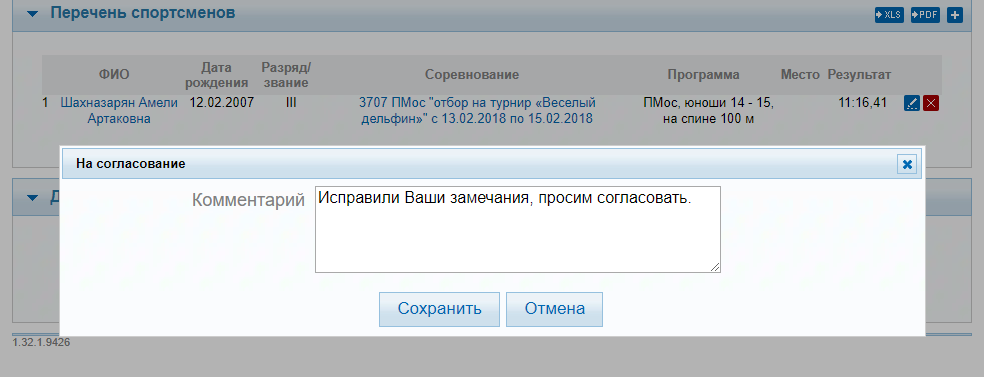 Перечень спортсменов
XLS PDF
ФИО Дата рождения Разряд/ звание Соревнование Программа Место Результат
1 Шахназарян Амели Артаковна 12.02.2007 III 3707 ПМос "отбор на турнир «Веселый дельфин»" с 13.02.2018 по 15.02.2018 ПМос, юноши 14 - 15, на спине 100 м 11:16,41
На согласование
Д
Комментарий Исправили Ваши замечания, просим согласовать.
Сохранить Отмена
1.32.1.9426